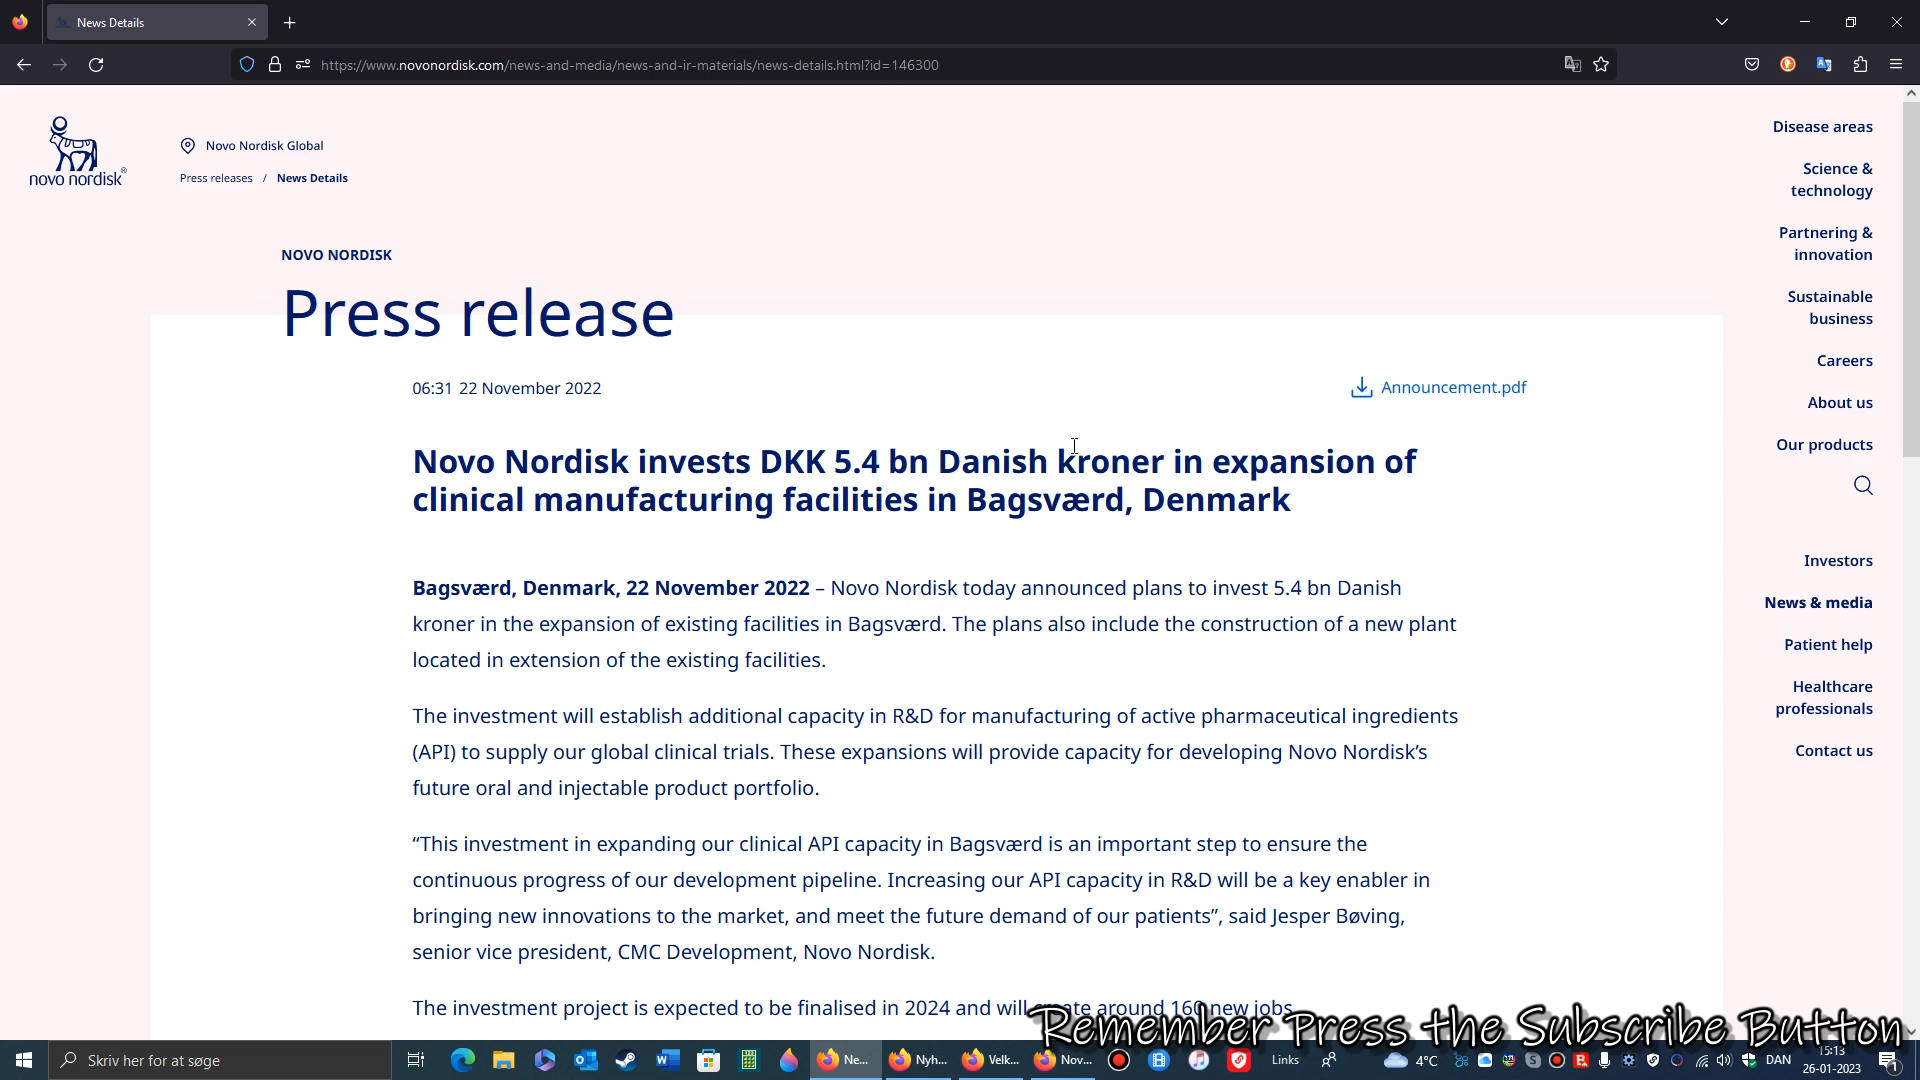 News Details
https://www.novonordisk.com/news-and-media/news-and-ir-materials/news-details.html?id=146300
novo nordisk®
Novo Nordisk Global
Press releases / News Details
Disease areas
Science &
technology
Partnering &
innovation
Sustainable
business
Careers
About us
Our products
Investors
News & media
Patient help
Healthcare
professionals
Contact us
NOVO NORDISK
Press release
06:31 22 November 2022
Announcement.pdf
Novo Nordisk invests DKK 5.4 bn Danish kroner in expansion of
clinical manufacturing facilities in Bagsværd, Denmark
Bagsværd, Denmark, 22 November 2022 – Novo Nordisk today announced plans to invest 5.4 bn Danish
kroner in the expansion of existing facilities in Bagsværd. The plans also include the construction of a new plant
located in extension of the existing facilities.
The investment will establish additional capacity in R&D for manufacturing of active pharmaceutical ingredients
(API) to supply our global clinical trials. These expansions will provide capacity for developing Novo Nordisk’s
future oral and injectable product portfolio.
“This investment in expanding our clinical API capacity in Bagsværd is an important step to ensure the
continuous progress of our development pipeline. Increasing our API capacity in R&D will be a key enabler in
bringing new innovations to the market, and meet the future demand of our patients”, said Jesper Bøving,
senior vice president, CMC Development, Novo Nordisk.
The investment project is expected to be finalised in 2024 and will create around 160 new jobs.
Remember Press the Subscribe Button
Skriv her for at søge
Ne...
Nyh...
Velk...
Nov...
Links
4°C
DAN
15:13
26-01-2023